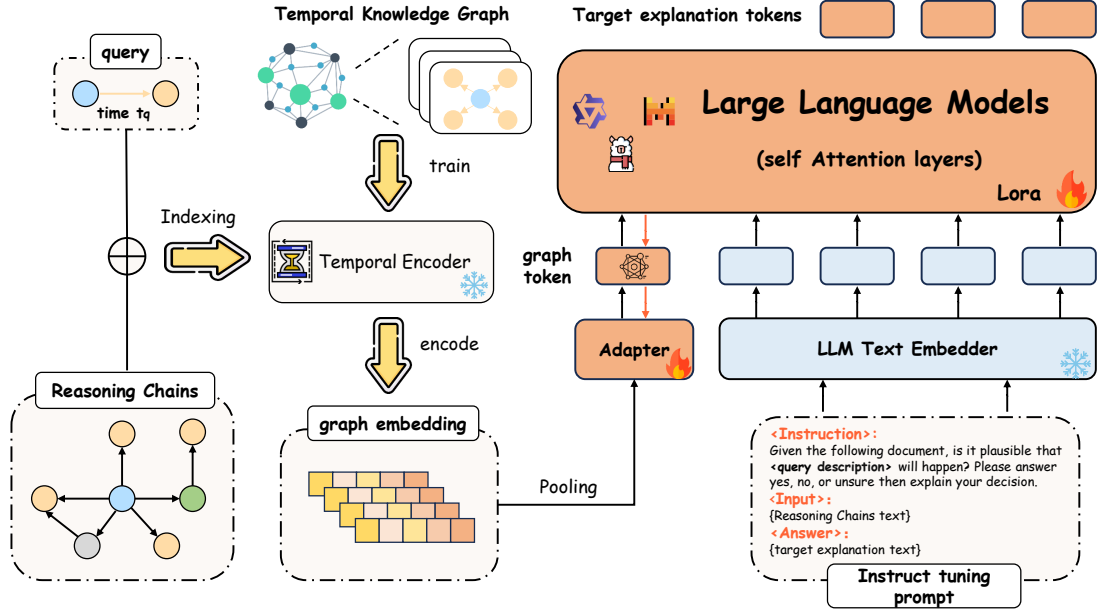 query
time tq
Indexing
Reasoning Chains
Temporal Knowledge Graph
train
Temporal Encoder
encode
graph embedding
Pooling
Target explanation tokens
Large Language Models
(self Attention layers)
Lora
graph
token
Adapter
LLM Text Embedder
<Instruction>:
Given the following document, is it plausible that
<query description> will happen? Please answer
yes, no, or unsure then explain your decision.
<Input>:
{Reasoning Chains text}
<Answer>:
{target explanation text}
Instruct tuning
prompt